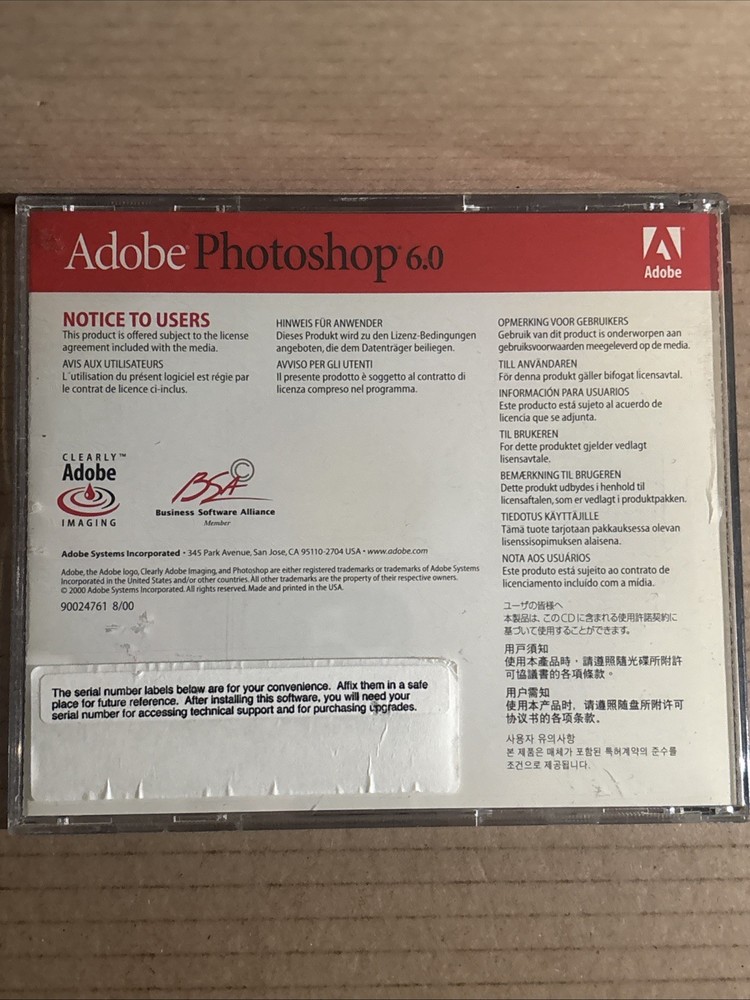 Adobe® Photoshop® 6.0
Adobe
NOTICE TO USERS
This product is offered subject to the license
agreement included with the media.
AVIS AUX UTILISATEURS
L´utilisation du présent logiciel est régie par
le contrat de licence ci-inclus.
HINWEIS FÜR ANWENDER
Dieses Produkt wird zu den Lizenz-Bedingungen
angeboten, die dem Datenträger beiliegen.
AVVISO PER GLI UTENTI
Il presente prodotto è soggetto al contratto di
licenza compreso nel programma.
OPMERKING VOOR GEBRUIKERS
Gebruik van dit product is onderworpen aan
gebruiksvoorwaarden meegeleverd op de media.
TILL ANVÄNDAREN
För denna produkt gäller bifogat licensavtal.
INFORMACIÓN PARA USUARIOS
Este producto está sujeto al acuerdo de
licencia que se adjunta.
TIL BRUKEREN
For dette produktet gjelder vedlagt
lisensavtale.
BEMÆRKNING TIL BRUGEREN
Dette produkt udbydes i henhold til
licensaftalen, som er vedlagt i produktpakken.
TIEDOTUS KÄYTTÄJILLE
Tämä tuote tarjotaan pakkauksessa olevan
lisenssisopimuksen alaisena.
NOTA AOS USUÁRIOS
Este produto está sujeito ao contrato de
licenciamento incluído com a mídia.
ユーザの皆様へ
本製品は、このCDに含まれる使用許諾契約に
基づいて使用することができます。
用戶須知
使用本產品時，請遵照隨光碟所附許
可協議書的各項條款。
用户需知
使用本产品时，请遵照随盘所附许可
协议书的各项条款。
사용자 유의사항
본 제품은 매체가 포함된 특허계약의 준수를
조건으로 제공됩니다.
CLEARLY™
Adobe
IMAGING
BSA ©
Business Software Alliance
Member
Adobe Systems Incorporated • 345 Park Avenue, San Jose, CA 95110-2704 USA • www.adobe.com
Adobe, the Adobe logo, Clearly Adobe Imaging, and Photoshop are either registered trademarks or trademarks of Adobe Systems
Incorporated in the United States and/or other countries. All other trademarks are the property of their respective owners.
© 2000 Adobe Systems Incorporated. All rights reserved. Made and printed in the USA.
90024761 8/00
The serial number labels below are for your convenience. Affix them in a safe
place for future reference. After installing this software, you will need your
serial number for accessing technical support and for purchasing upgrades.